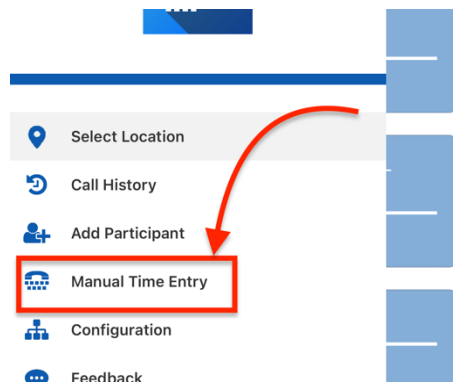 Select Location
Call History
Add Participant
Manual Time Entry
Configuration
Feedback